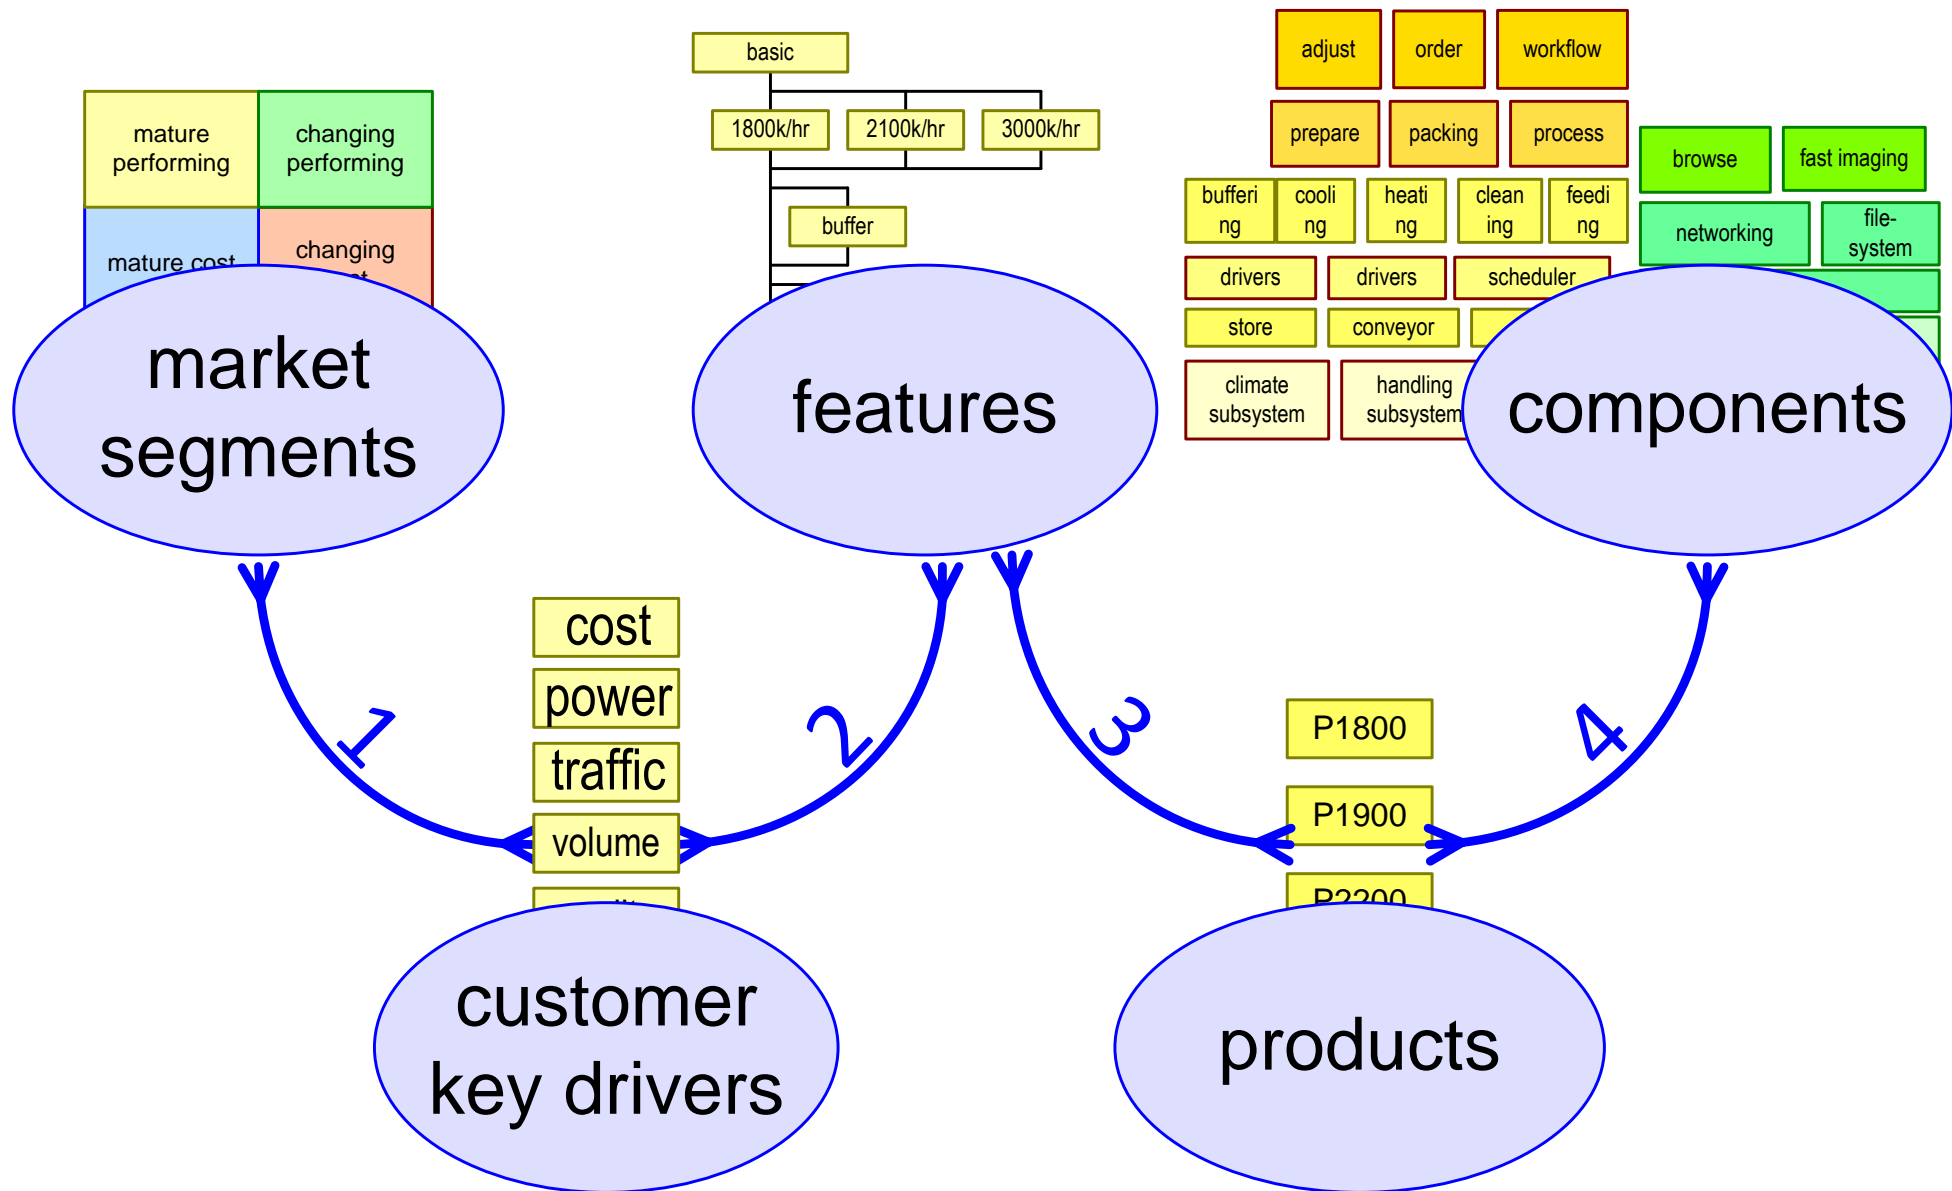 mature
performing
changing
performing
mature cost
changing
market
segments
basic
1800k/hr
2100k/hr
3000k/hr
buffer
features
adjust
order
workflow
prepare
packing
process
bufferi
ng
cooli
ng
heati
ng
clean
ing
feedi
ng
drivers
drivers
scheduler
store
conveyor
climate
subsystem
handling
subsystem
browse
fast imaging
networking
file-
system
components
1
2
3
4
cost
power
traffic
volume
customer
key drivers
P1800
P1900
P2200
products